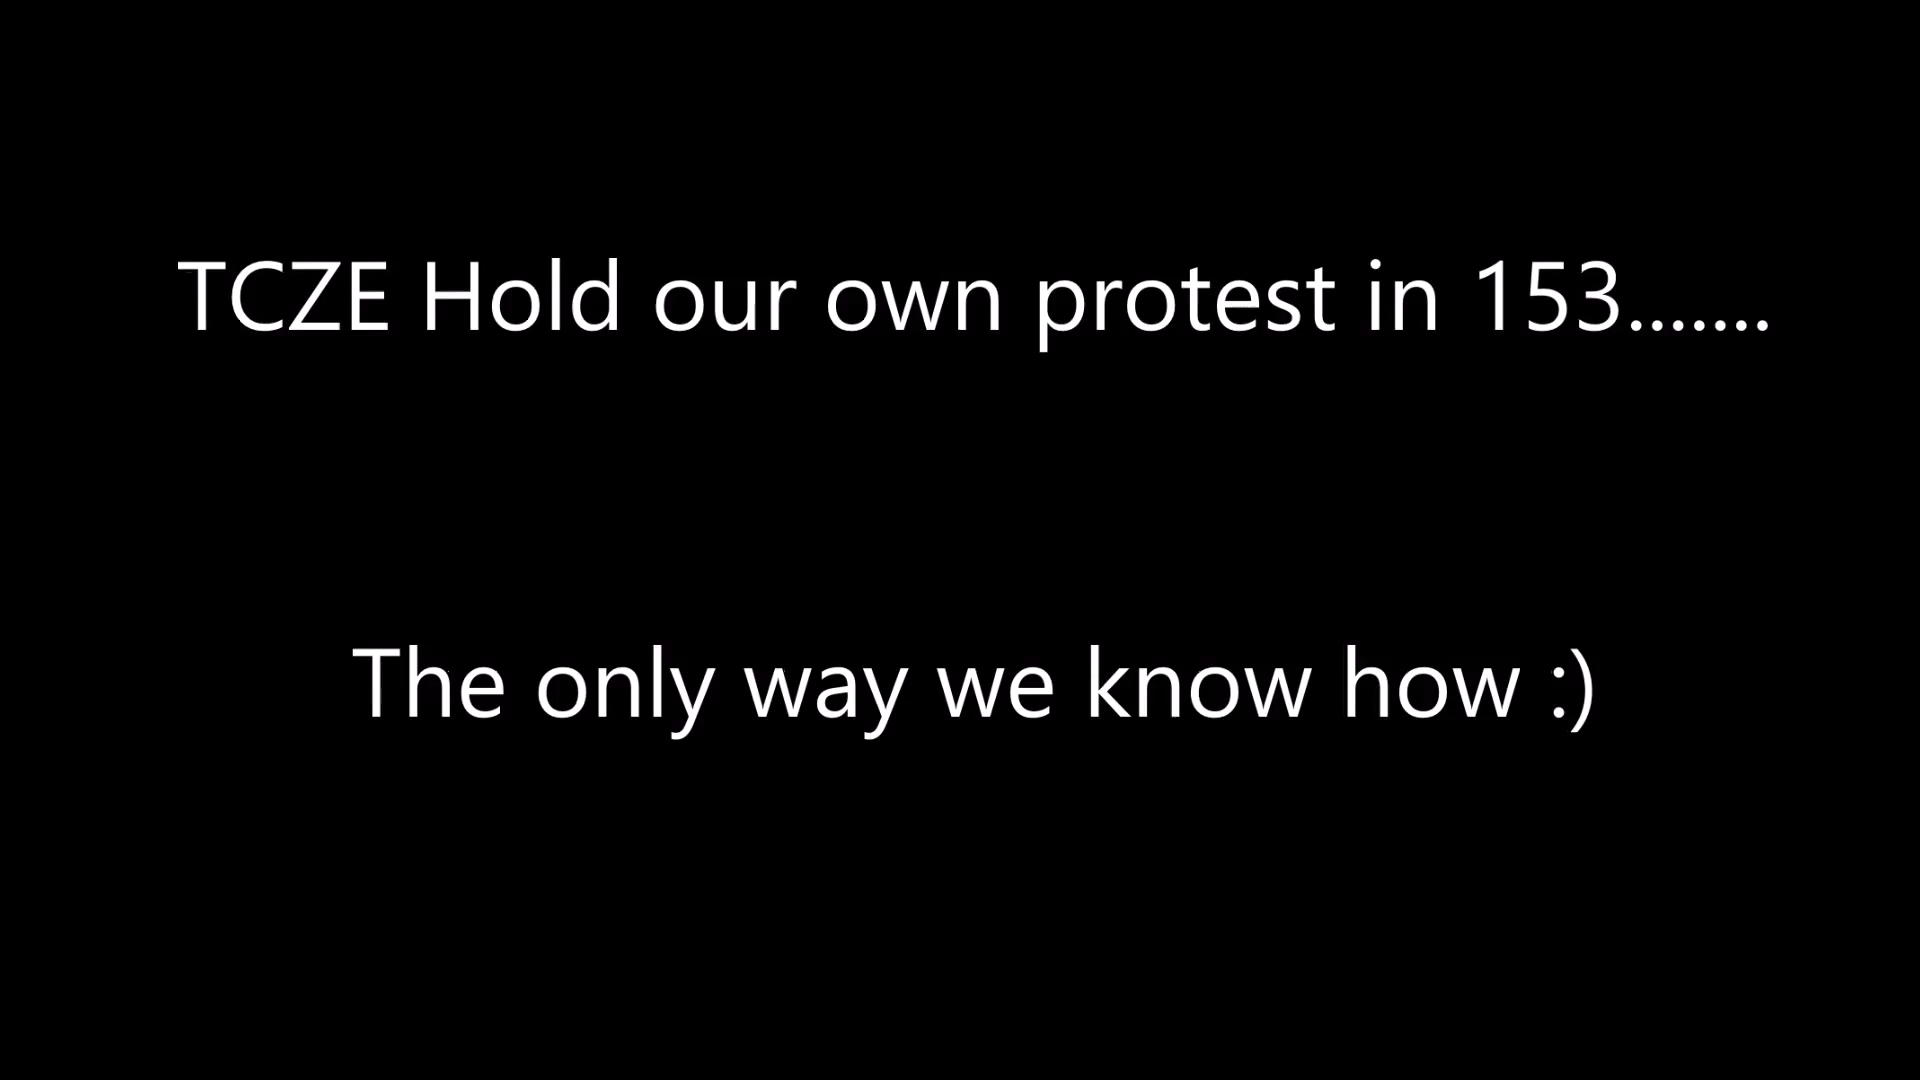 TCZE Hold our own protest in 153.......
The only way we know how :)